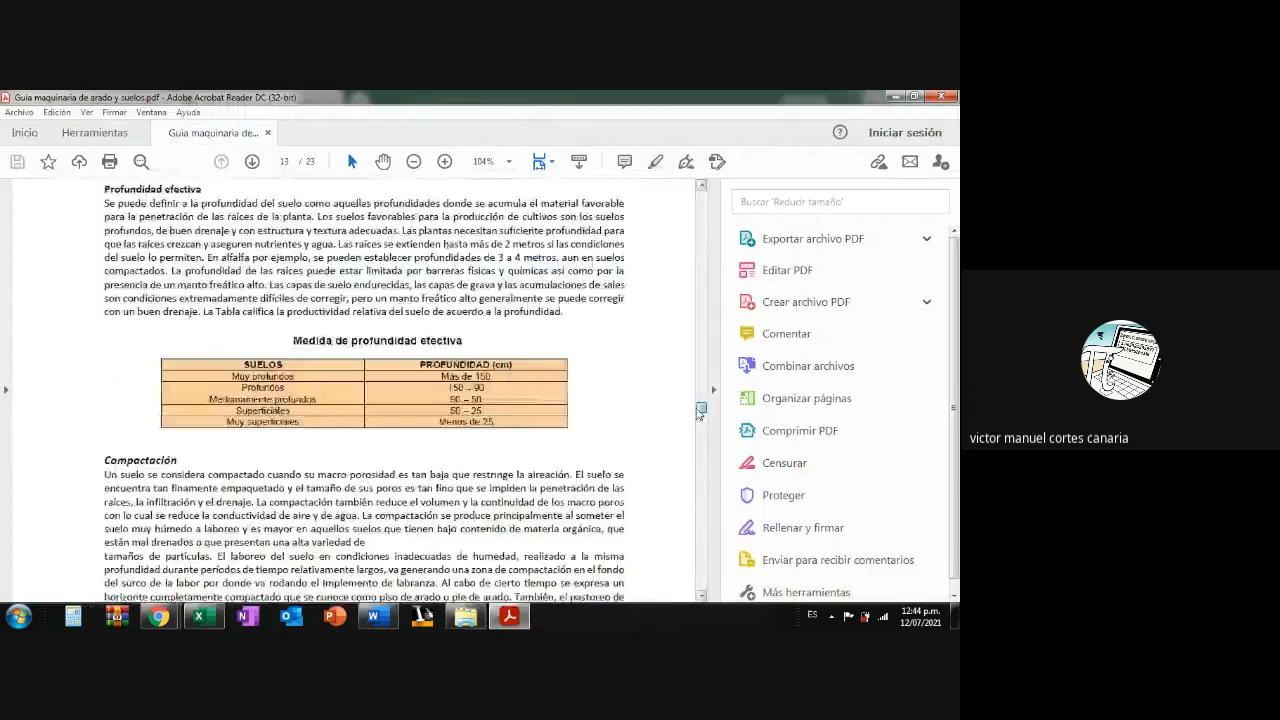 Guia maquinaria de arado y suelos.pdf - Adobe Acrobat Reader DC (32-bit)
Archivo Edición Ver Firmar Ventana Ayuda
Inicio Herramientas Guia maquinaria de... × Iniciar sesión
13 / 23 104%
Profundidad efectiva
Se puede definir a la profundidad del suelo como aquellas profundidades donde se acumula el material favorable
para la penetración de las raíces de la planta. Los suelos favorables para la producción de cultivos son los suelos
profundos, de buen drenaje y con estructura y textura adecuadas. Las plantas necesitan suficiente profundidad para
que las raíces crezcan y aseguren nutrientes y agua. Las raíces se extienden hasta más de 2 metros si las condiciones
del suelo lo permiten. En alfalfa por ejemplo, se pueden establecer profundidades de 3 a 4 metros, aun en suelos
compactados. La profundidad de las raíces puede estar limitada por barreras físicas y químicas así como por la
presencia de un manto freático alto. Las capas de suelo endurecidas, las capas de grava y las acumulaciones de sales
son condiciones extremadamente difíciles de corregir, pero un manto freático alto generalmente se puede corregir
con un buen drenaje. La Tabla califica la productividad relativa del suelo de acuerdo a la profundidad.
Medida de profundidad efectiva
SUELOS PROFUNDIDAD (cm)
Muy profundos Más de 150
Profundos 150 – 90
Medianamente profundos 90 – 50
Superficiales 50 – 25
Muy superficiales Menos de 25
Compactación
Un suelo se considera compactado cuando su macro porosidad es tan baja que restringe la aireación. El suelo se
encuentra tan finamente empaquetado y el tamaño de sus poros es tan fino que se impiden la penetración de las
raíces, la infiltración y el drenaje. La compactación también reduce el volumen y la continuidad de los macro poros
con lo cual se reduce la conductividad de aire y de agua. La compactación se produce principalmente al someter el
suelo muy húmedo a laboreo y es mayor en aquellos suelos que tienen bajo contenido de materia orgánica, que
están mal drenados o que presentan una alta variedad de
tamaños de partículas. El laboreo del suelo en condiciones inadecuadas de humedad, realizado a la misma
profundidad durante períodos de tiempo relativamente largos, va generando una zona de compactación en el fondo
del surco de la labor por donde va rodando el implemento de labranza. Al cabo de cierto tiempo se expresa un
horizonte completamente compactado que se conoce como piso de arado o pie de arado. También, el pastoreo de
Buscar 'Reducir tamaño'
Exportar archivo PDF
Editar PDF
Crear archivo PDF
Comentar
Combinar archivos
Organizar páginas
Comprimir PDF
Censurar
Proteger
Rellenar y firmar
Enviar para recibir comentarios
Más herramientas
victor manuel cortes canaria
ES
12:44 p.m.
12/07/2021